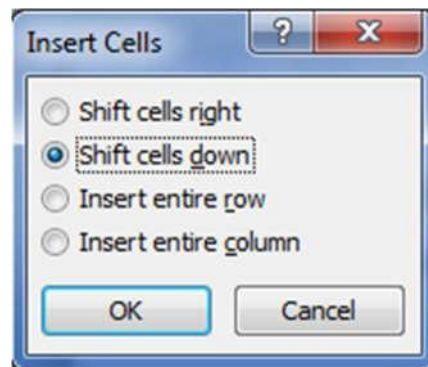 Insert Cells
?
X
Shift cells right
Shift cells down
Insert entire row
Insert entire column
OK
Cancel